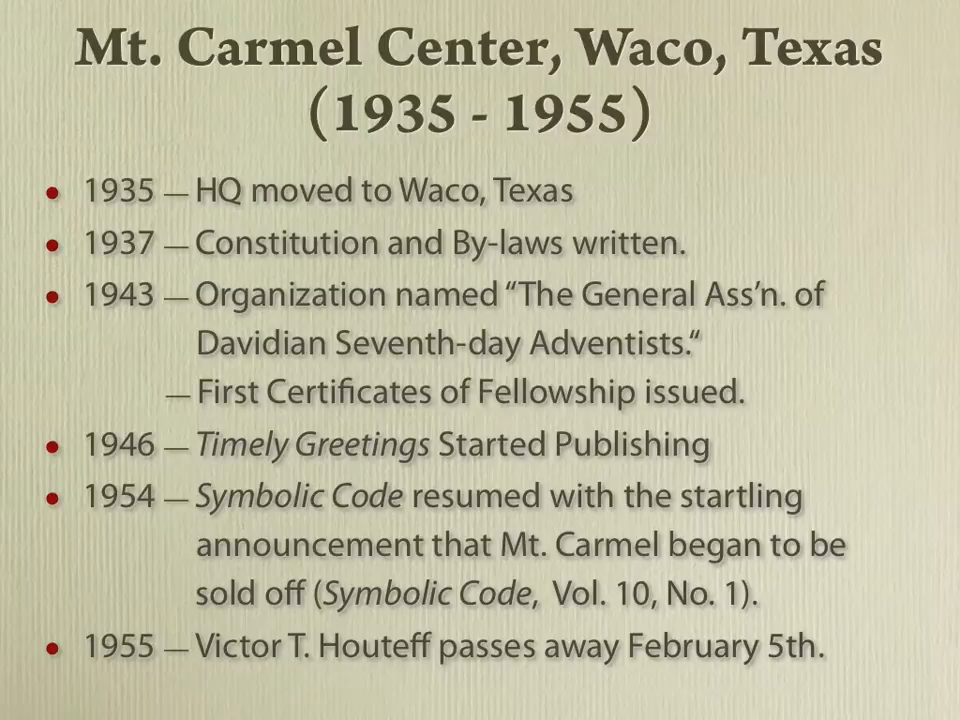 Mt. Carmel Center, Waco, Texas
(1935 - 1955)
• 1935 — HQ moved to Waco, Texas
• 1937 — Constitution and By-laws written.
• 1943 — Organization named “The General Ass’n. of
Davidian Seventh-day Adventists.“
— First Certificates of Fellowship issued.
• 1946 — Timely Greetings Started Publishing
• 1954 — Symbolic Code resumed with the startling
announcement that Mt. Carmel began to be
sold off (Symbolic Code, Vol. 10, No. 1).
• 1955 — Victor T. Houteff passes away February 5th.